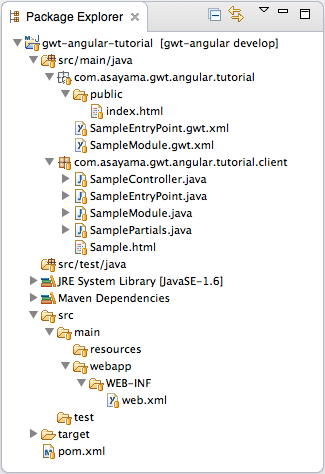 Package Explorer
gwt-angular-tutorial [gwt-angular develop]
src/main/java
com.asayama.gwt.angular.tutorial
public
index.html
SampleEntryPoint.gwt.xml
SampleModule.gwt.xml
com.asayama.gwt.angular.tutorial.client
SampleController.java
SampleEntryPoint.java
SampleModule.java
SamplePartials.java
Sample.html
src/test/java
JRE System Library [JavaSE-1.6]
Maven Dependencies
src
main
resources
webapp
WEB-INF
web.xml
test
target
pom.xml